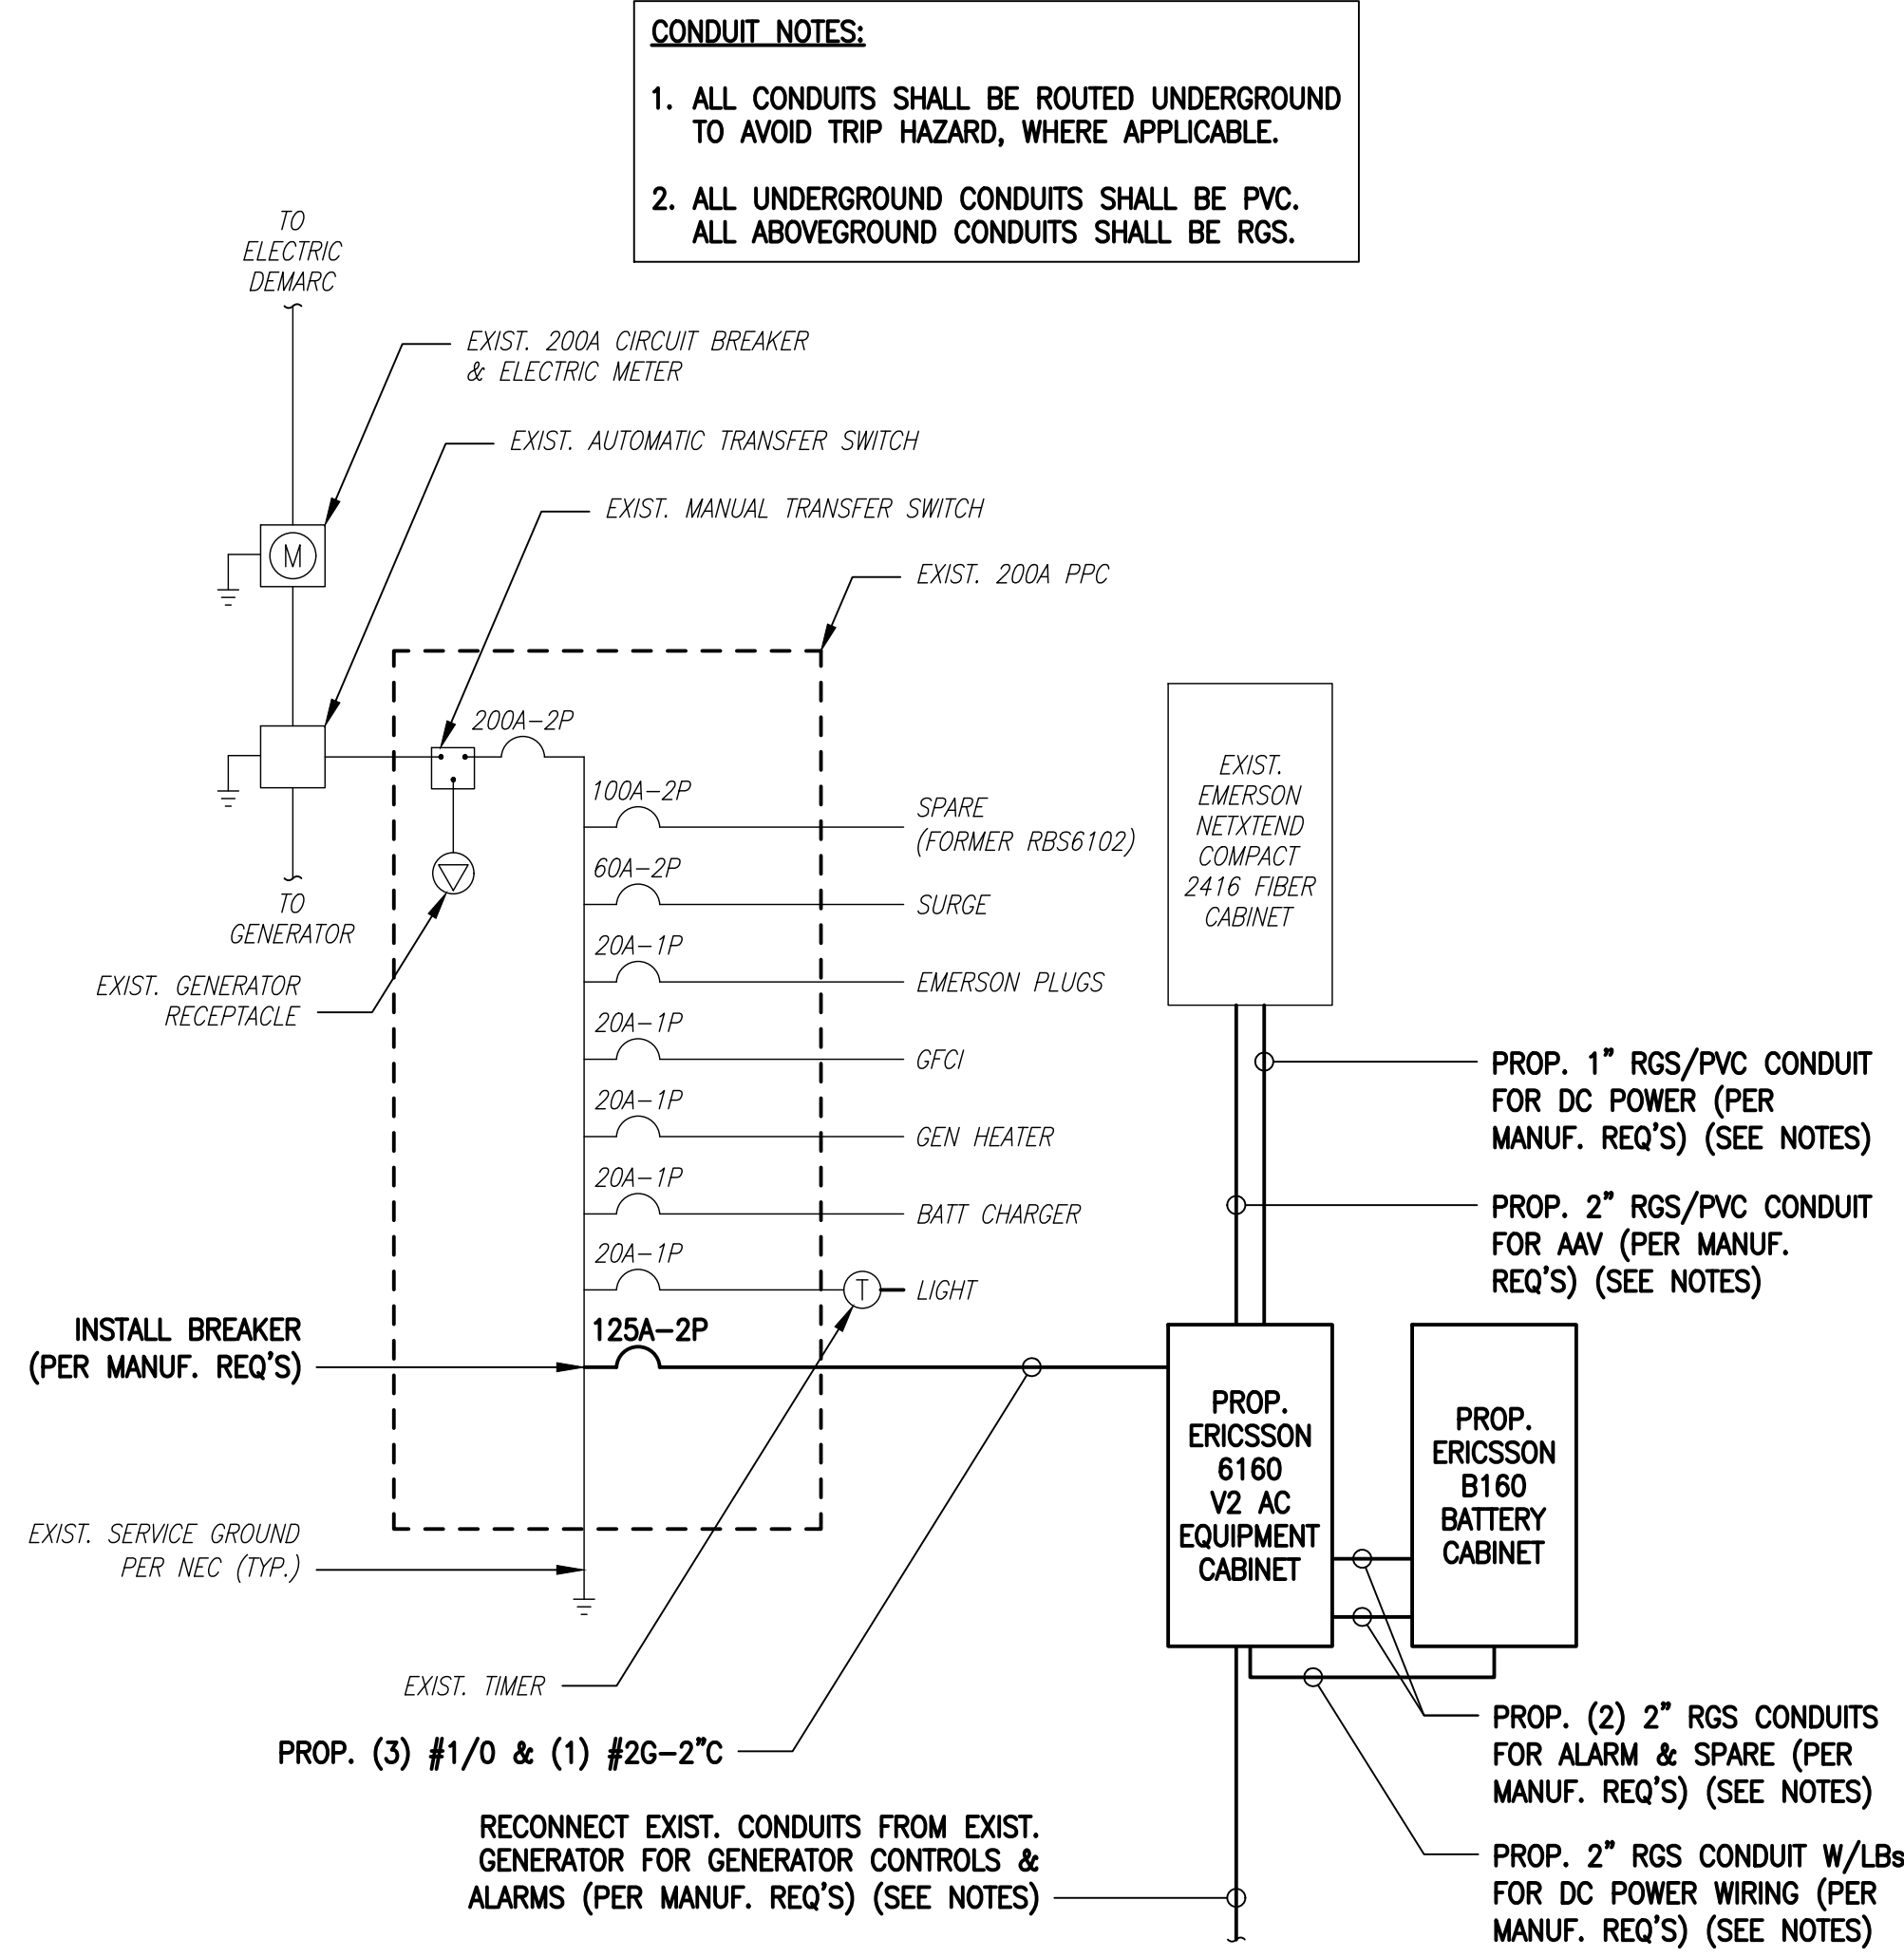 CONDUIT NOTES:
1. ALL CONDUITS SHALL BE ROUTED UNDERGROUND
TO AVOID TRIP HAZARD, WHERE APPLICABLE.
2. ALL UNDERGROUND CONDUITS SHALL BE PVC.
ALL ABOVEGROUND CONDUITS SHALL BE RGS.
TO
ELECTRIC
DEMARC
EXIST. 200A CIRCUIT BREAKER
& ELECTRIC METER
EXIST. AUTOMATIC TRANSFER SWITCH
EXIST. MANUAL TRANSFER SWITCH
M
EXIST. 200A PPC
200A-2P
100A-2P
SPARE
(FORMER RBS6102)
60A-2P
SURGE
20A-1P
EMERSON PLUGS
20A-1P
GFCI
20A-1P
GEN HEATER
20A-1P
BATT CHARGER
20A-1P
T
LIGHT
125A-2P
TO
GENERATOR
EXIST. GENERATOR
RECEPTACLE
INSTALL BREAKER
(PER MANUF. REQ'S)
EXIST. SERVICE GROUND
PER NEC (TYP.)
EXIST. TIMER
PROP. (3) #1/0 & (1) #2G-2"C
RECONNECT EXIST. CONDUITS FROM EXIST.
GENERATOR FOR GENERATOR CONTROLS &
ALARMS (PER MANUF. REQ'S) (SEE NOTES)
EXIST.
EMERSON
NETXTEND
COMPACT
2416 FIBER
CABINET
PROP. 1" RGS/PVC CONDUIT
FOR DC POWER (PER
MANUF. REQ'S) (SEE NOTES)
PROP. 2" RGS/PVC CONDUIT
FOR AAV (PER MANUF.
REQ'S) (SEE NOTES)
PROP.
ERICSSON
6160
V2 AC
EQUIPMENT
CABINET
PROP.
ERICSSON
B160
BATTERY
CABINET
PROP. (2) 2" RGS CONDUITS
FOR ALARM & SPARE (PER
MANUF. REQ'S) (SEE NOTES)
PROP. 2" RGS CONDUIT W/LBs
FOR DC POWER WIRING (PER
MANUF. REQ'S) (SEE NOTES)